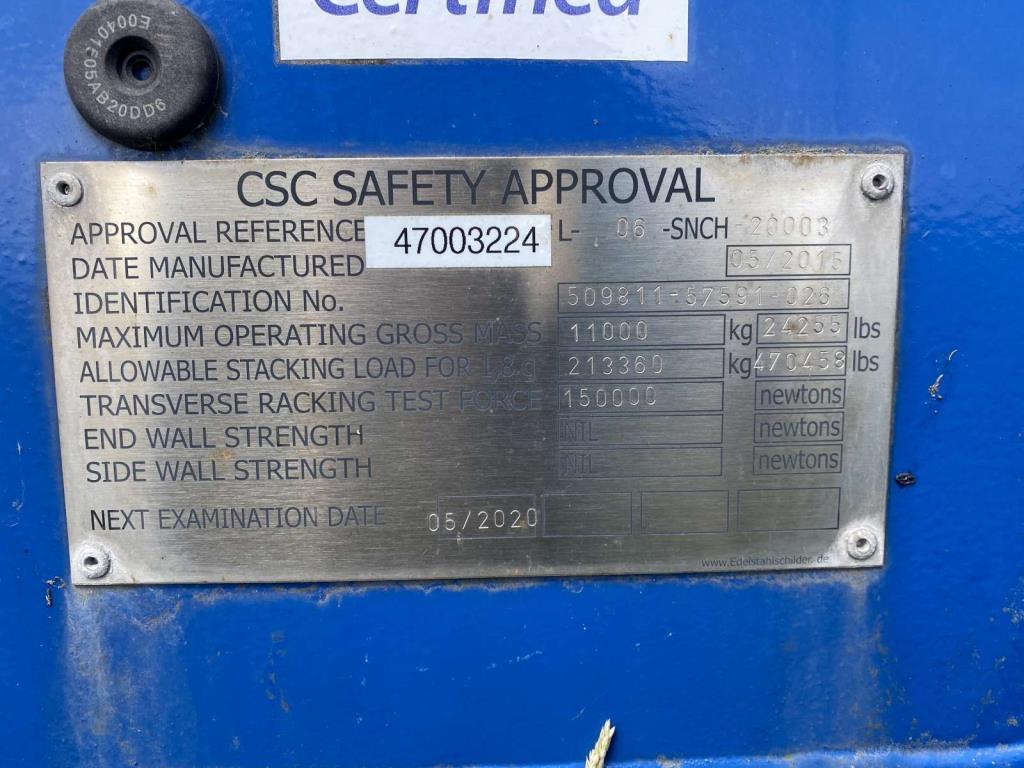 Certified
E00401E05AB20DD6
CSC SAFETY APPROVAL
APPROVAL REFERENCE 47003224 L- 06 -SNCH -20003
DATE MANUFACTURED 05/2015
IDENTIFICATION No. 509811-57591-026
MAXIMUM OPERATING GROSS MASS 11000 kg 24255 lbs
ALLOWABLE STACKING LOAD FOR 1,8 g 213360 kg 470458 lbs
TRANSVERSE RACKING TEST FORCE 150000 newtons
END WALL STRENGTH NIL newtons
SIDE WALL STRENGTH NIL newtons
NEXT EXAMINATION DATE 05/2020
www.Edelstahlschilder.de